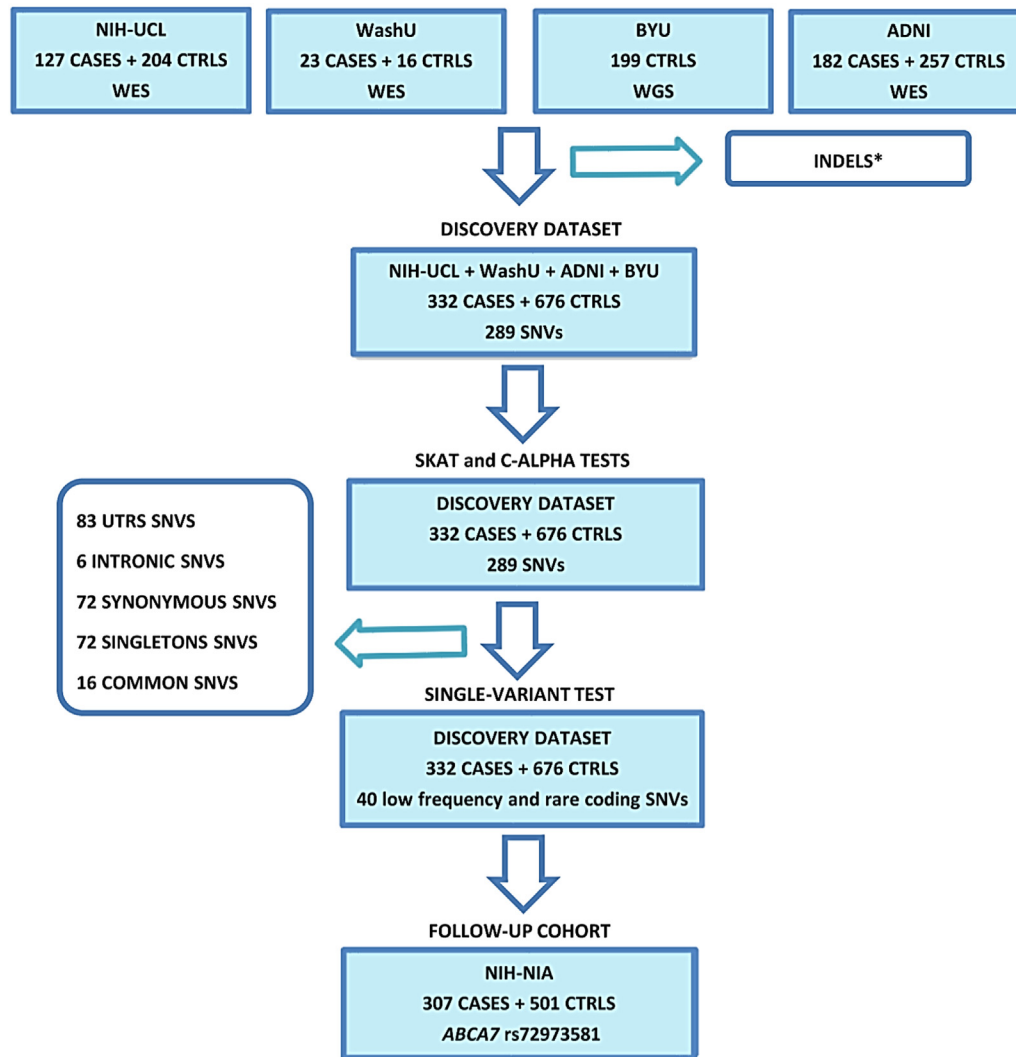 NIH-UCL
127 CASES + 204 CTRLS
WES
WashU
23 CASES + 16 CTRLS
WES
BYU
199 CTRLS
WGS
ADNI
182 CASES + 257 CTRLS
WES
INDELS*
DISCOVERY DATASET
NIH-UCL + WashU + ADNI + BYU
332 CASES + 676 CTRLS
289 SNVs
SKAT and C-ALPHA TESTS
DISCOVERY DATASET
332 CASES + 676 CTRLS
289 SNVs
83 UTRS SNVS
6 INTRONIC SNVS
72 SYNONYMOUS SNVS
72 SINGLETONS SNVS
16 COMMON SNVS
SINGLE-VARIANT TEST
DISCOVERY DATASET
332 CASES + 676 CTRLS
40 low frequency and rare coding SNVs
FOLLOW-UP COHORT
NIH-NIA
307 CASES + 501 CTRLS
ABCA7 rs72973581